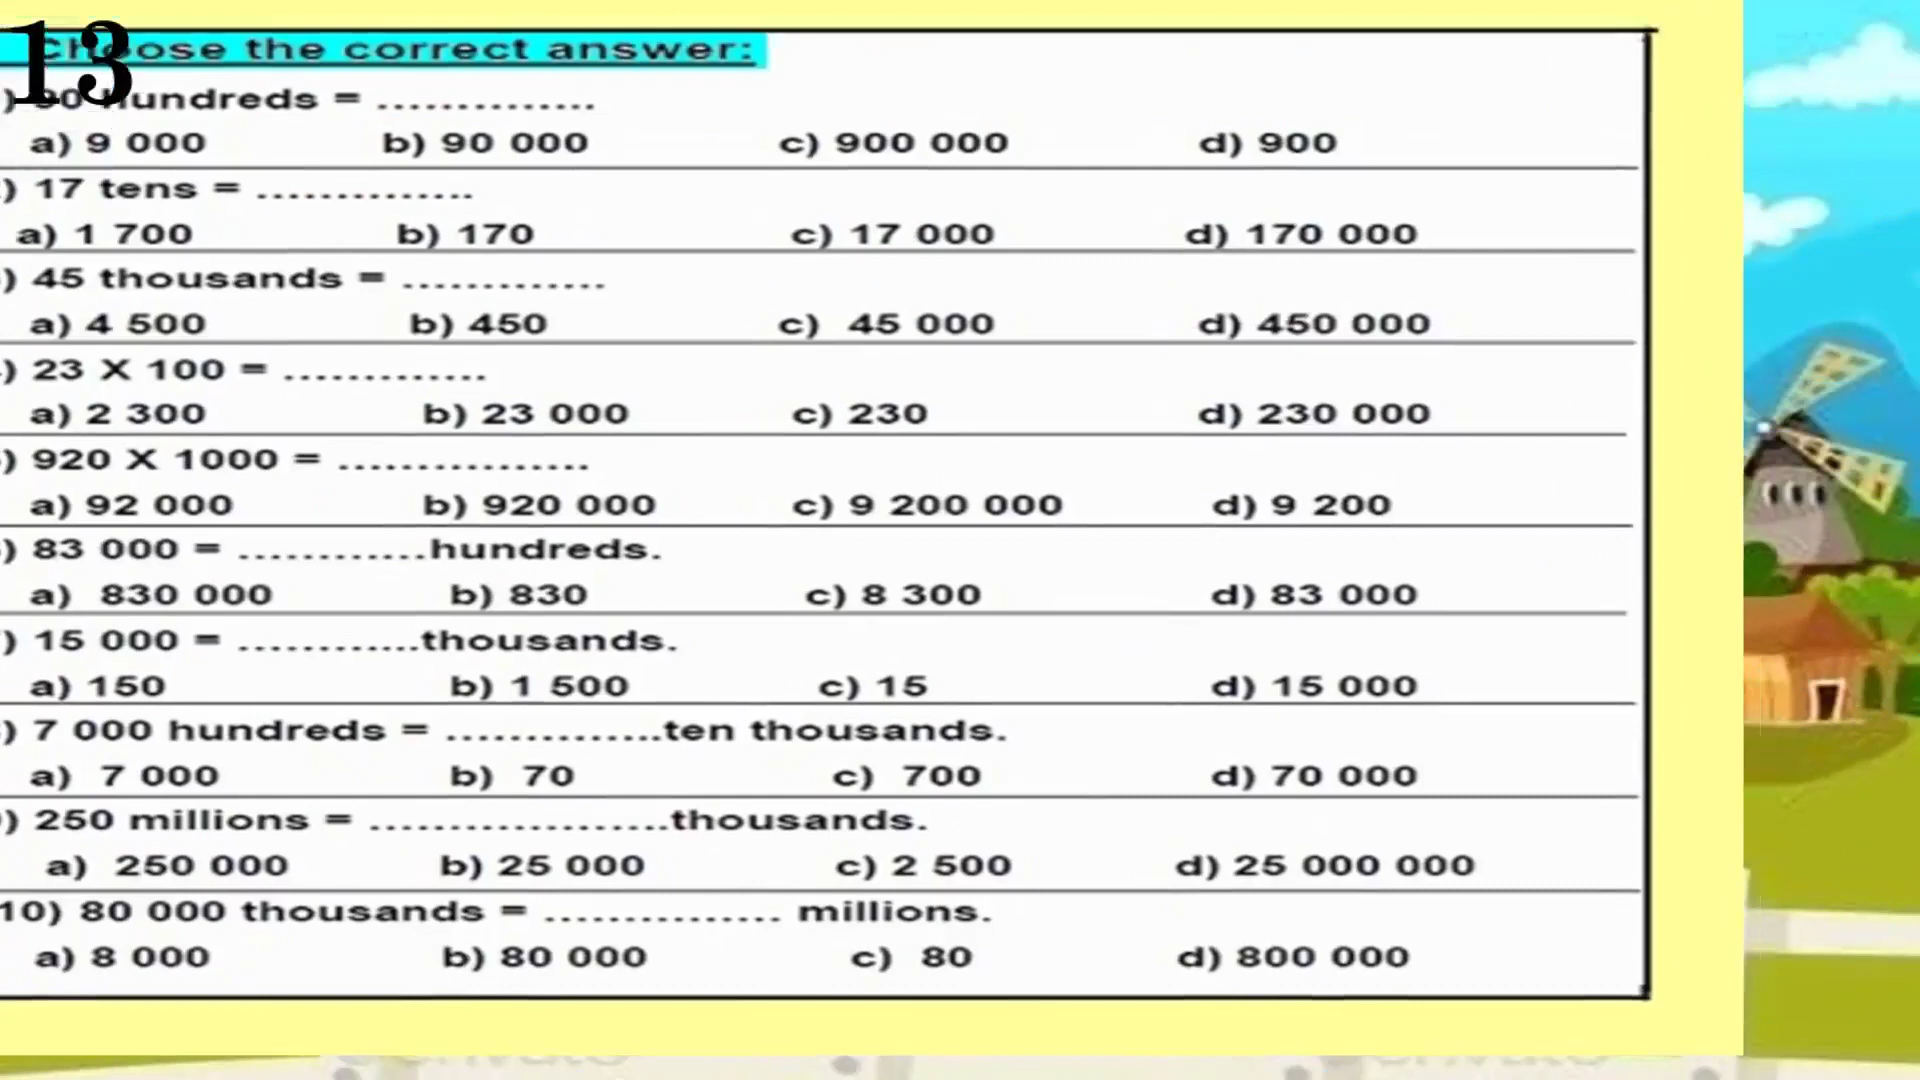 13
Choose the correct answer:
) 90 hundreds = ..............
a) 9 000 b) 90 000 c) 900 000 d) 900
) 17 tens = ..............
a) 1 700 b) 170 c) 17 000 d) 170 000
) 45 thousands = .............
a) 4 500 b) 450 c) 45 000 d) 450 000
) 23 X 100 = .............
a) 2 300 b) 23 000 c) 230 d) 230 000
) 920 X 1000 = ................
a) 92 000 b) 920 000 c) 9 200 000 d) 9 200
) 83 000 = ............hundreds.
a) 830 000 b) 830 c) 8 300 d) 83 000
) 15 000 = ............thousands.
a) 150 b) 1 500 c) 15 d) 15 000
) 7 000 hundreds = ..............ten thousands.
a) 7 000 b) 70 c) 700 d) 70 000
) 250 millions = ...................thousands.
a) 250 000 b) 25 000 c) 2 500 d) 25 000 000
10) 80 000 thousands = ............... millions.
a) 8 000 b) 80 000 c) 80 d) 800 000